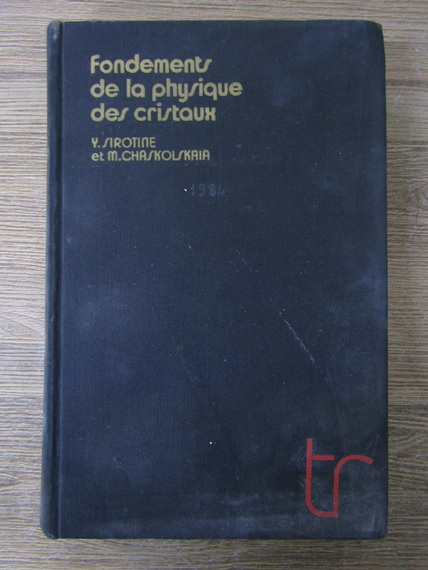 Fondements
de la physique
des cristaux
Y. SIROTINE
et M. CHASKOLSKAIA
1984
tr